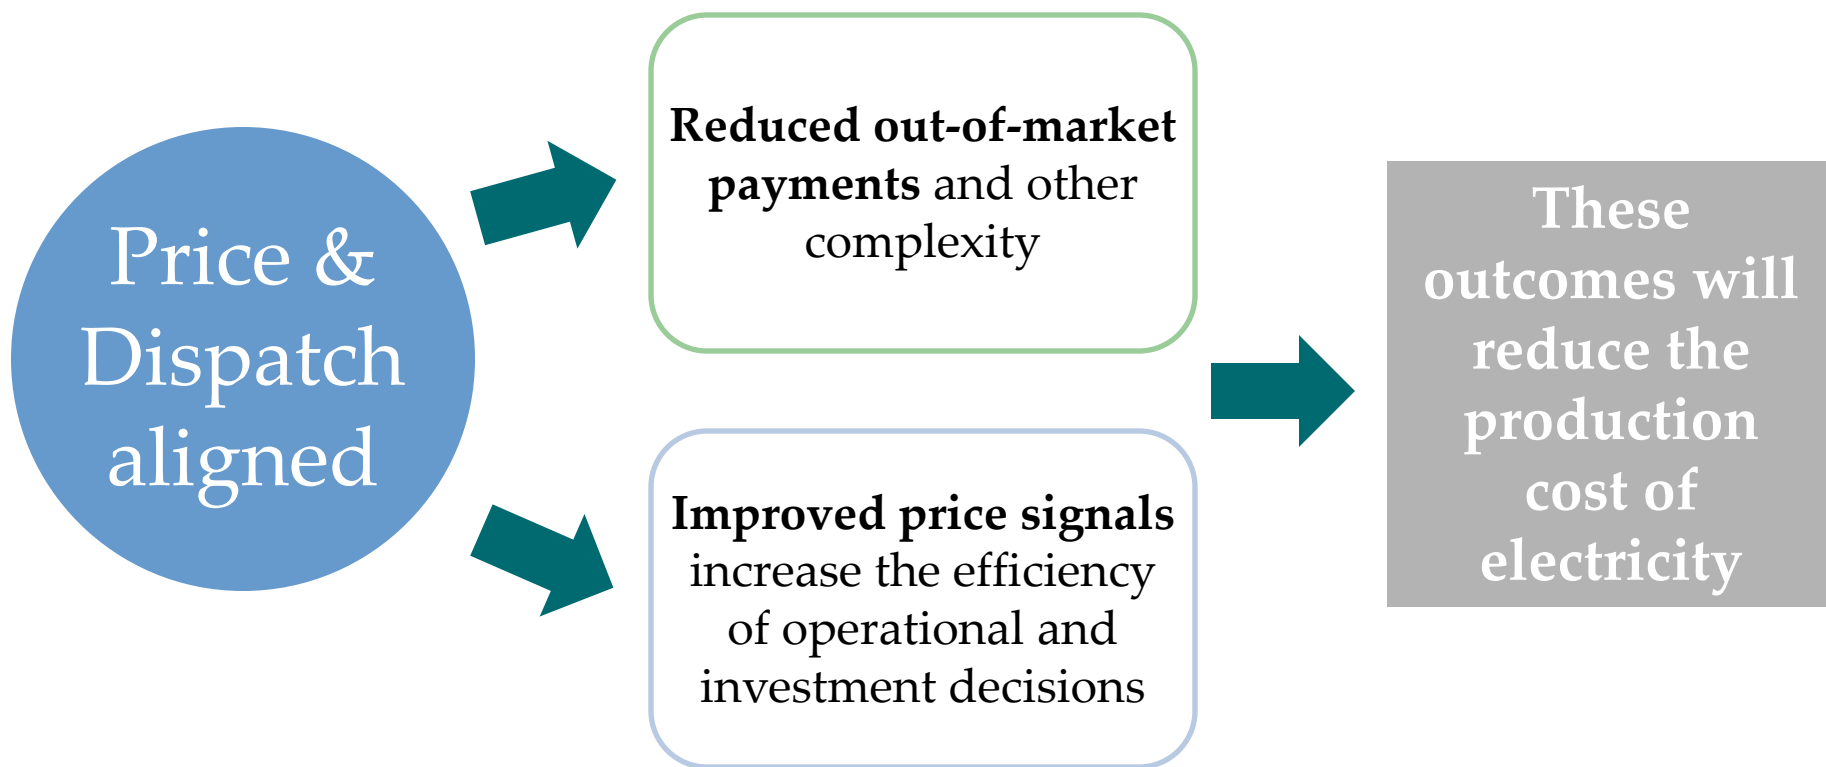 Price &
Dispatch
aligned
Reduced out-of-market
payments and other
complexity
Improved price signals
increase the efficiency
of operational and
investment decisions
These
outcomes will
reduce the
production
cost of
electricity